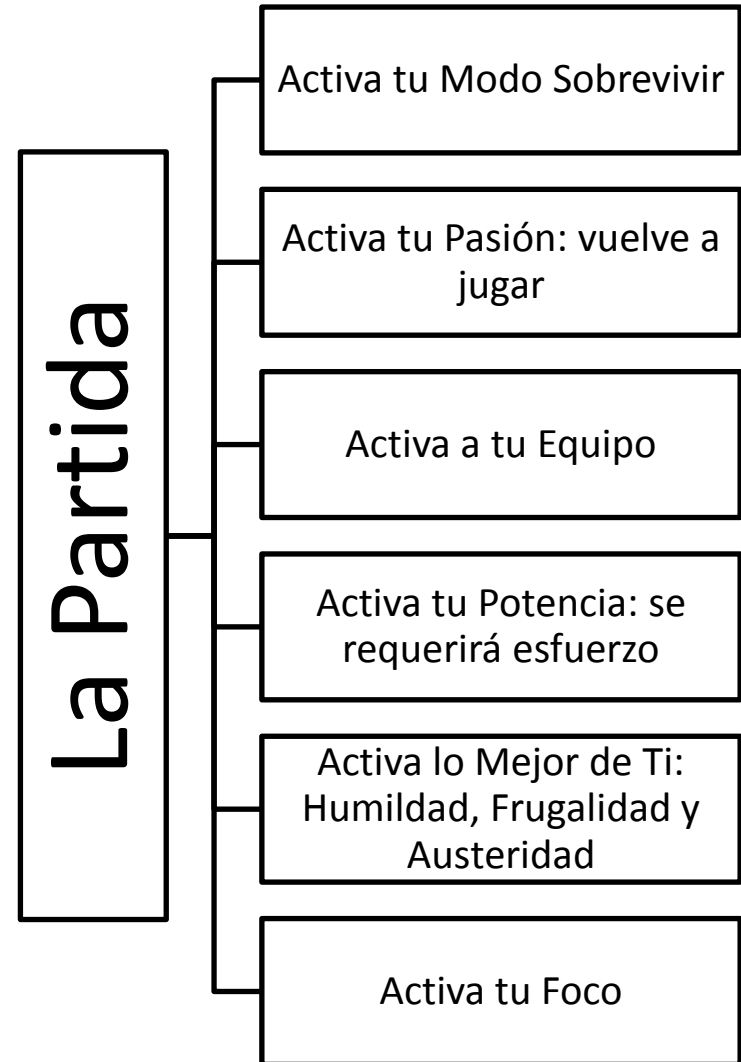 La Partida
Activa tu Modo Sobrevivir
Activa tu Pasión: vuelve a
jugar
Activa a tu Equipo
Activa tu Potencia: se
requerirá esfuerzo
Activa lo Mejor de Ti:
Humildad, Frugalidad y
Austeridad
Activa tu Foco